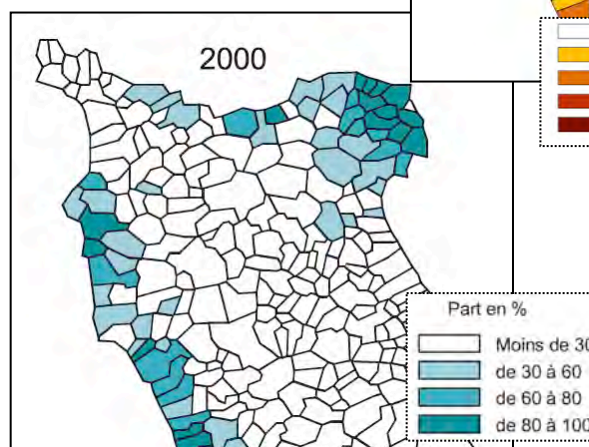 2000
Part en %
Moins de 30
de 30 à 60
de 60 à 80
de 80 à 100